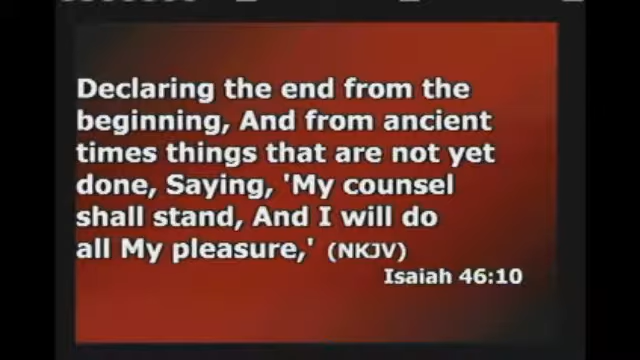 Declaring the end from the
beginning, And from ancient
times things that are not yet
done, Saying, 'My counsel
shall stand, And I will do
all My pleasure,' (NKJV)
Isaiah 46:10